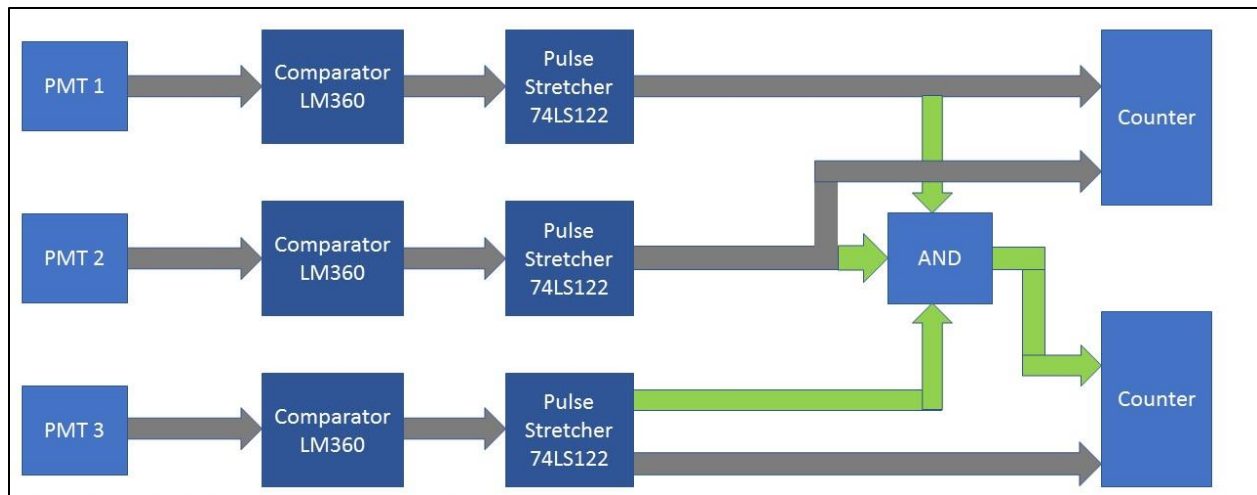 PMT 1
Comparator
LM360
Pulse
Stretcher
74LS122
Counter
PMT 2
Comparator
LM360
Pulse
Stretcher
74LS122
AND
PMT 3
Comparator
LM360
Pulse
Stretcher
74LS122
Counter